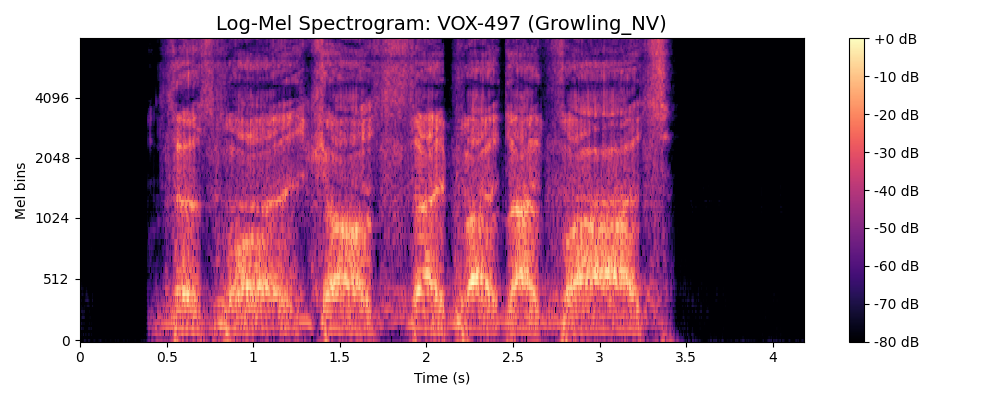 Log-Mel Spectrogram: VOX-497 (Growling_NV)
Mel bins
4096
2048
1024
512
0
0 0.5 1 1.5 2 2.5 3 3.5 4
Time (s)
+0 dB
-10 dB
-20 dB
-30 dB
-40 dB
-50 dB
-60 dB
-70 dB
-80 dB